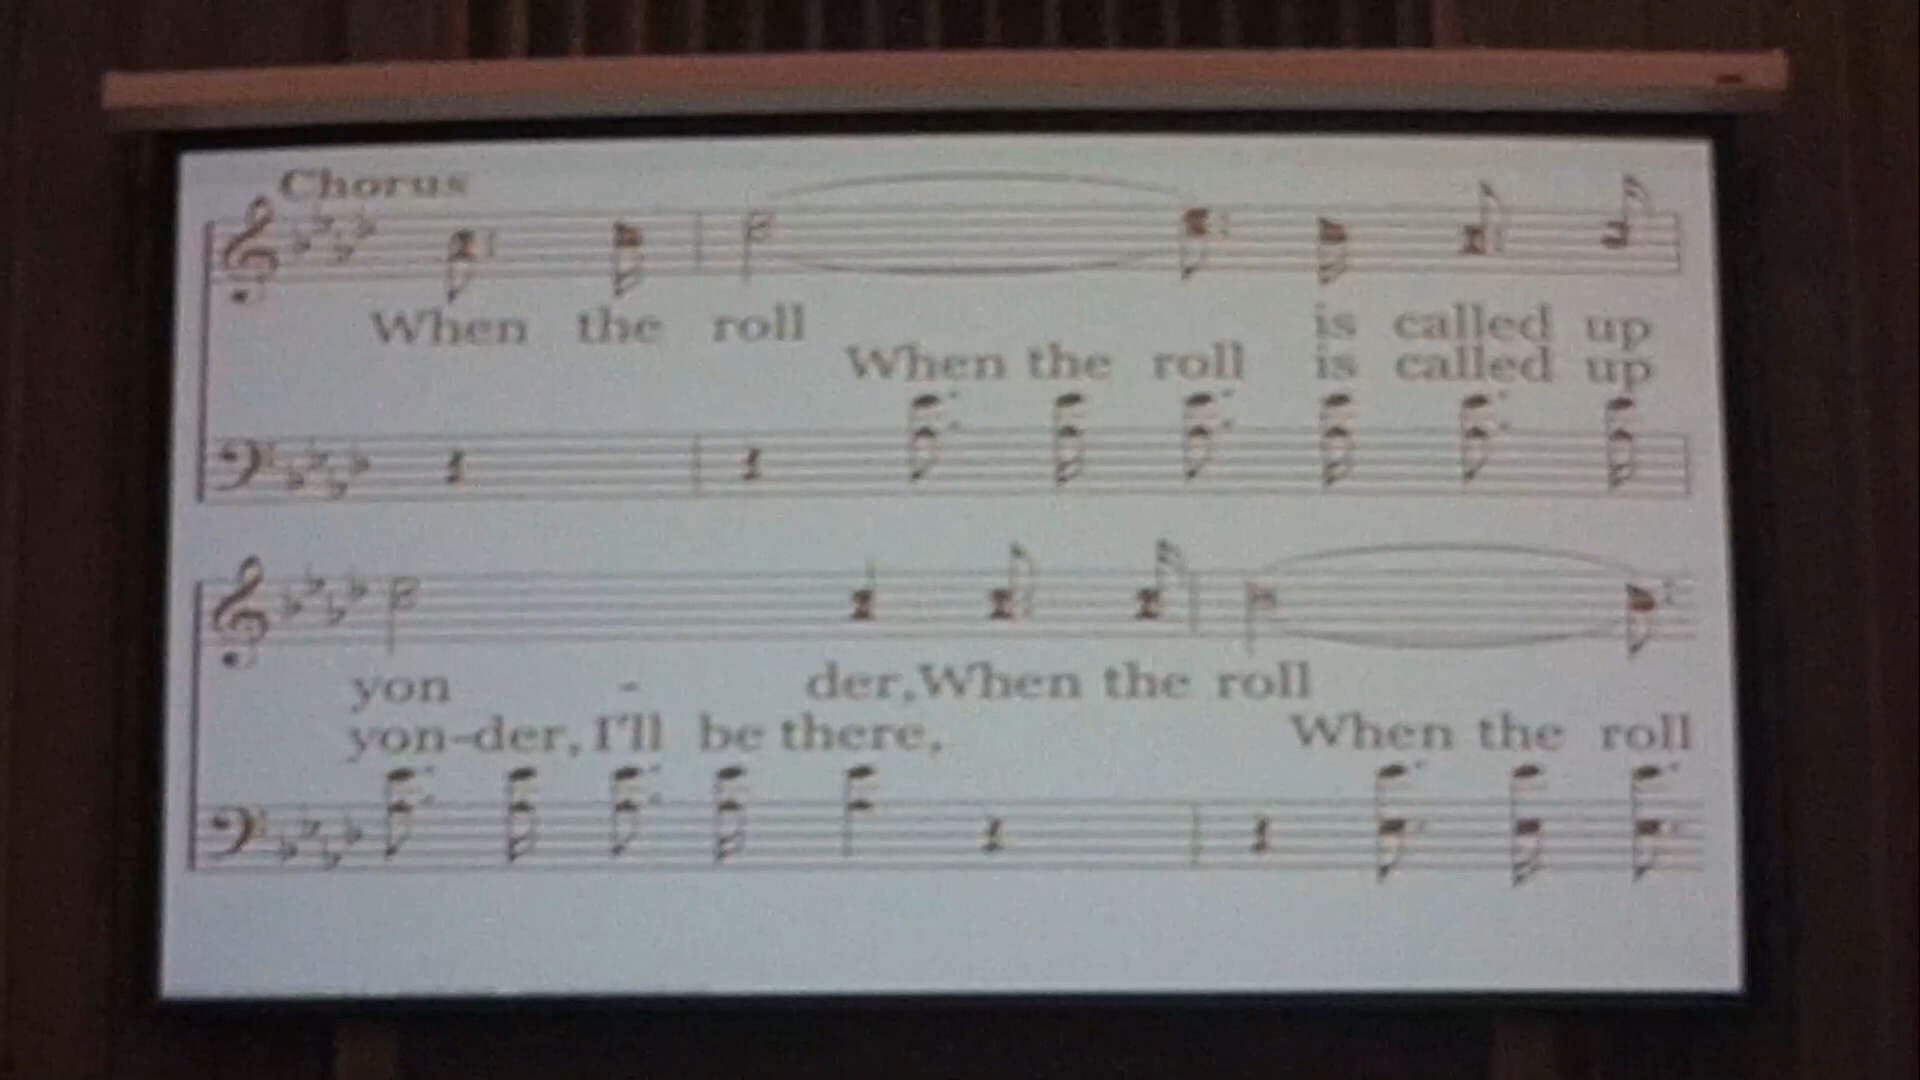 Chorus
When the roll is called up
When the roll is called up
yon - der, When the roll
yon-der, I'll be there, When the roll